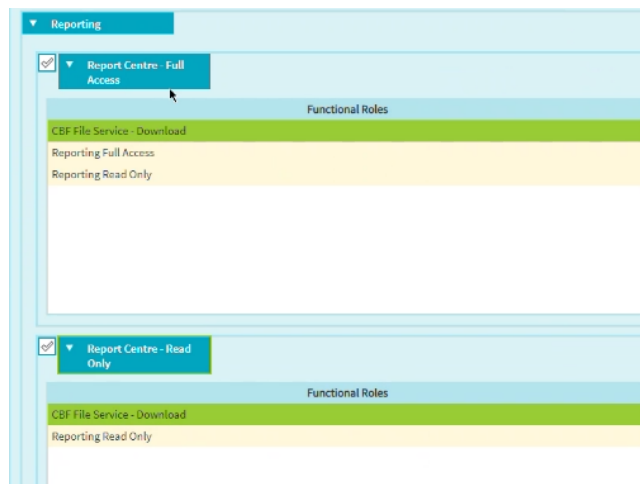 Reporting
Report Centre - Full
Access
Functional Roles
CBF File Service - Download
Reporting Full Access
Reporting Read Only
Report Centre - Read
Only
Functional Roles
CBF File Service - Download
Reporting Read Only